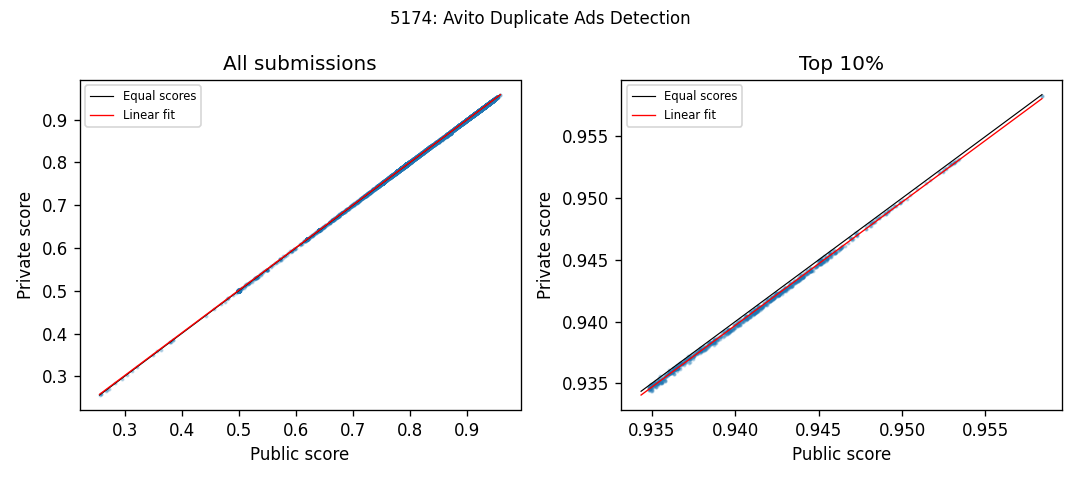 5174: Avito Duplicate Ads Detection
All submissions
Equal scores
Linear fit
0.9
0.8
0.7
0.6
0.5
0.4
0.3
Private score
0.3 0.4 0.5 0.6 0.7 0.8 0.9
Public score
Top 10%
Equal scores
Linear fit
0.955
0.950
0.945
0.940
0.935
Private score
0.935 0.940 0.945 0.950 0.955
Public score